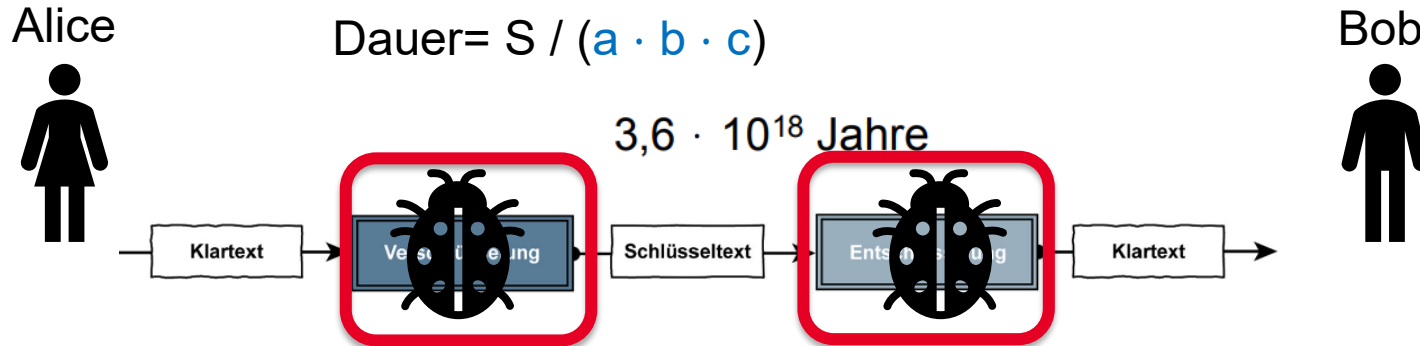 Alice
Dauer= S / (a · b · c)
Bob
3,6 · 10¹⁸ Jahre
Klartext
Schlüsseltext
Klartext